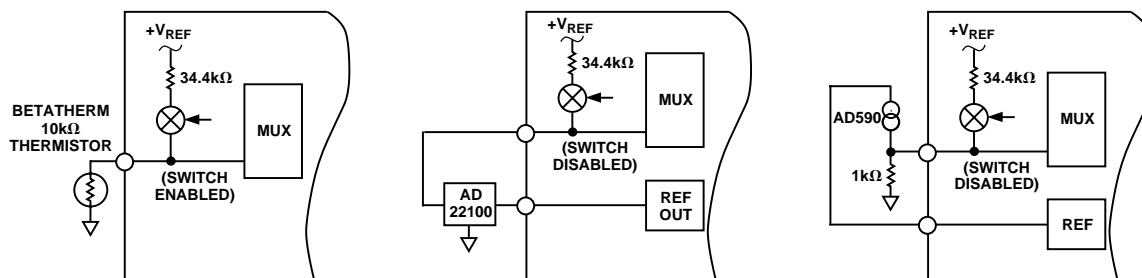 +VREF
34.4kΩ
BETATHERM
10kΩ
THERMISTOR
MUX
(SWITCH
ENABLED)
+VREF
34.4kΩ
MUX
(SWITCH
DISABLED)
AD
22100
REF
OUT
+VREF
34.4kΩ
AD590
MUX
1kΩ
(SWITCH
DISABLED)
REF